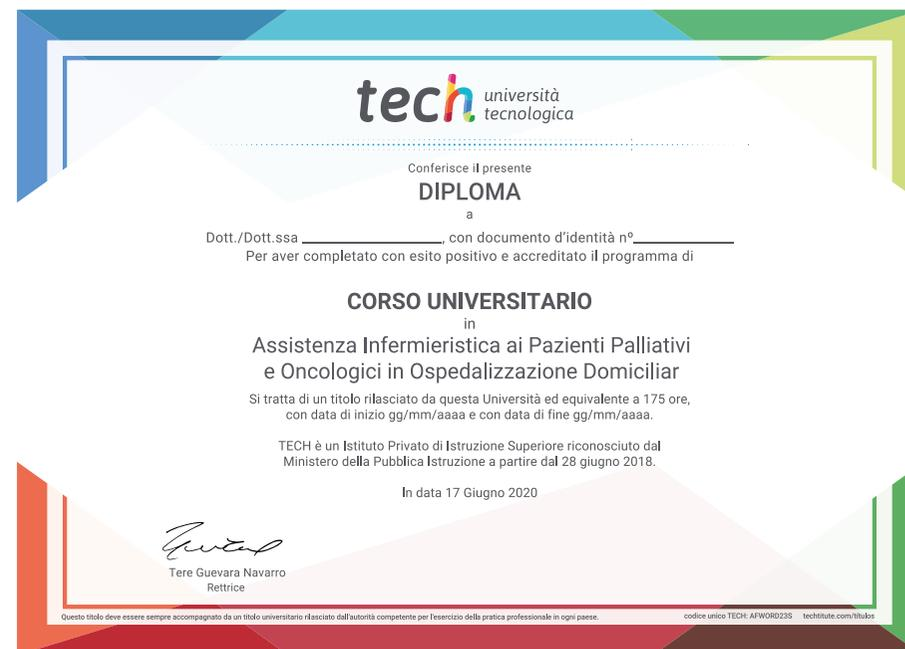 tech università
tecnologica
Conferisce il presente
DIPLOMA
a
Dott./Dott.ssa ________________, con documento d'identità nº____________
Per aver completato con esito positivo e accreditato il programma di
CORSO UNIVERSITARIO
in
Assistenza Infermieristica ai Pazienti Palliativi
e Oncologici in Ospedalizzazione Domiciliar
Si tratta di un titolo rilasciato da questa Università ed equivalente a 175 ore,
con data di inizio gg/mm/aaaa e con data di fine gg/mm/aaaa.
TECH è un Istituto Privato di Istruzione Superiore riconosciuto dal
Ministero della Pubblica Istruzione a partire dal 28 giugno 2018.
In data 17 Giugno 2020
Tere Guevara Navarro
Rettrice
Questo titolo deve essere sempre accompagnato da un titolo universitario rilasciato dall'autorità competente per l'esercizio della pratica professionale in ogni paese.
codice unico TECH: AFWORD23S techtitute.com/titulos